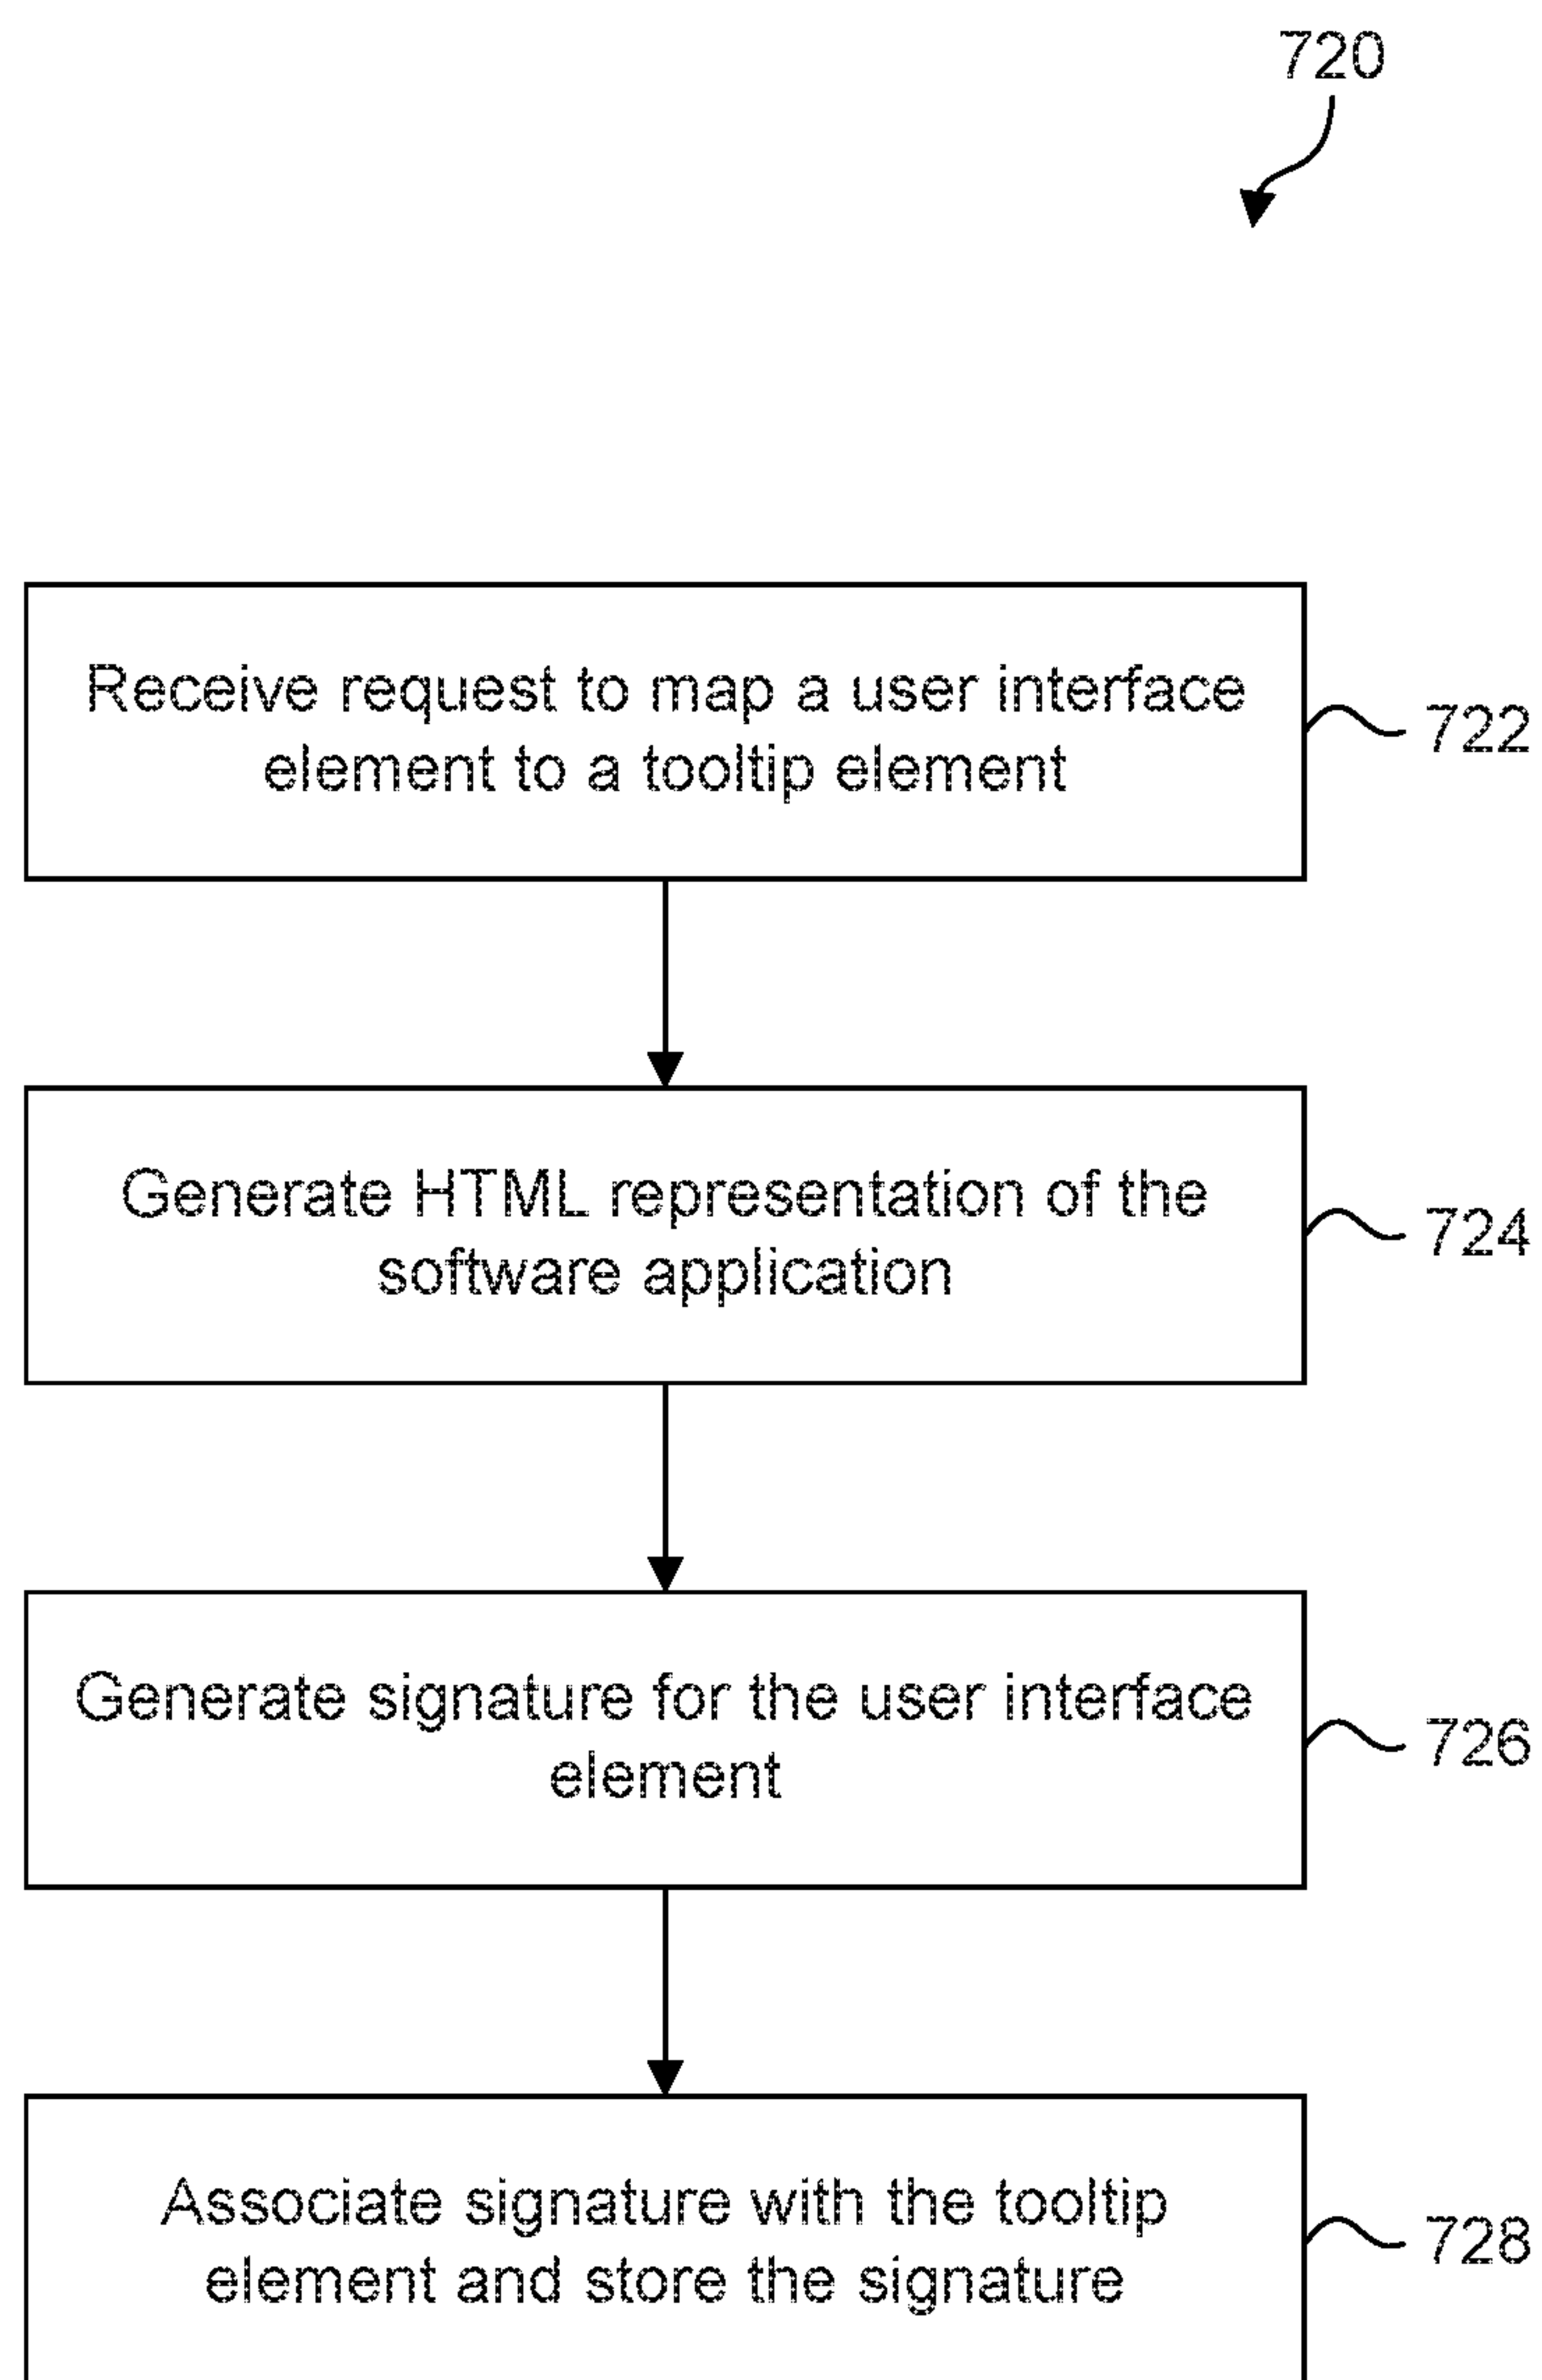 720
Receive request to map a user interface
element to a tooltip element
722
Generate HTML representation of the
software application
724
Generate signature for the user interface
element
726
Associate signature with the tooltip
element and store the signature
728